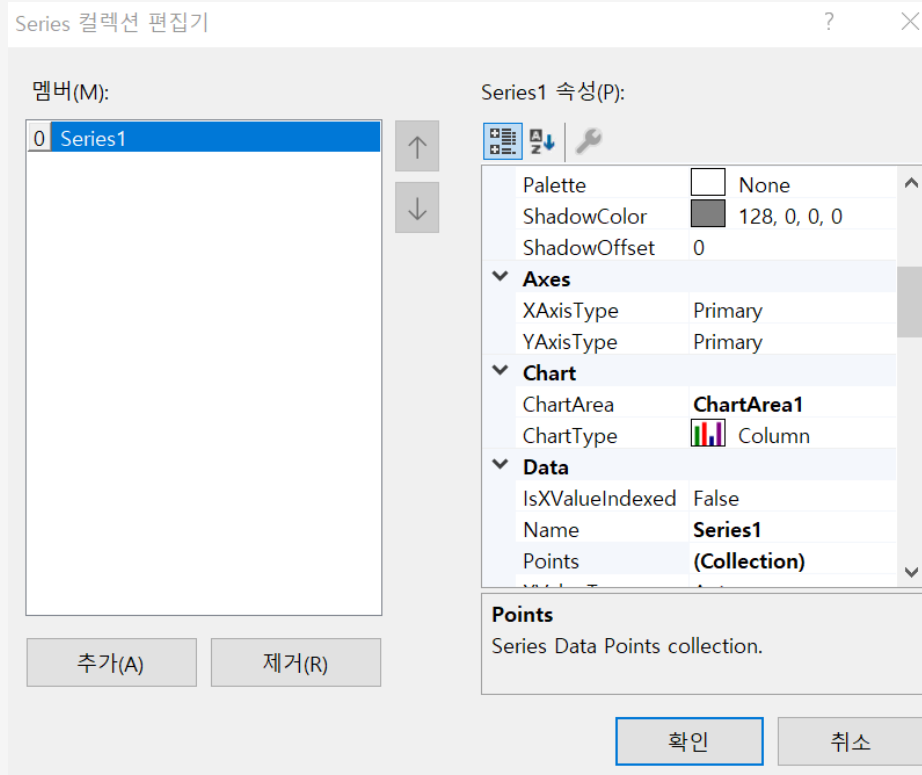 Series 컬렉션 편집기
멤버(M):
0 Series1
추가(A) 제거(R)
Series1 속성(P):
Palette None
ShadowColor 128, 0, 0, 0
ShadowOffset 0
Axes
XAxisType Primary
YAxisType Primary
Chart
ChartArea ChartArea1
ChartType Column
Data
IsXValueIndexed False
Name Series1
Points (Collection)
Points
Series Data Points collection.
확인 취소